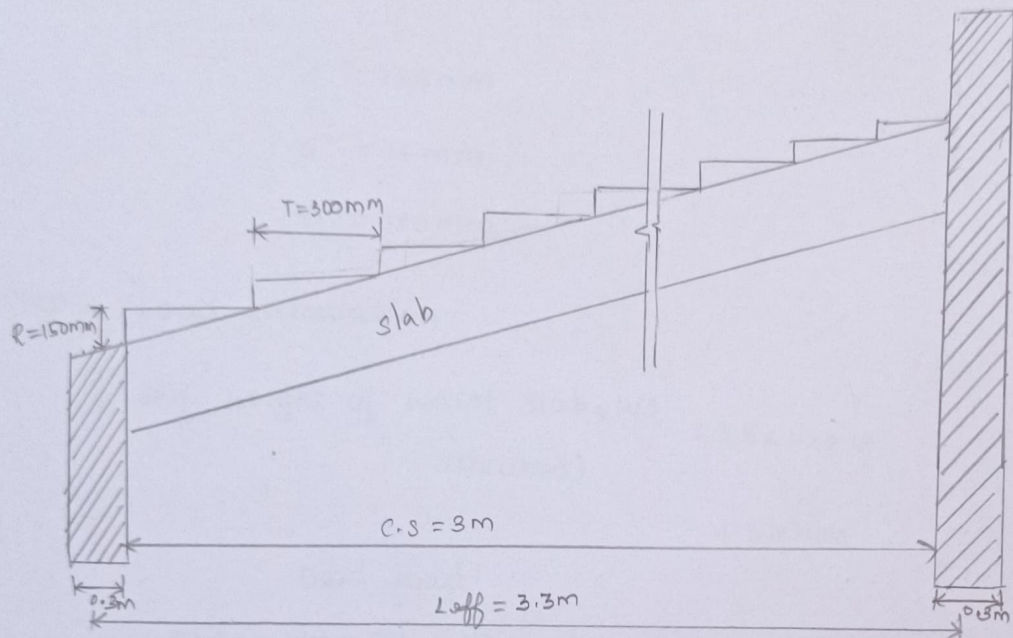 T=300mm
R=150mm
slab
C.S = 3m
0.3m
Leff = 3.3m
0.3m